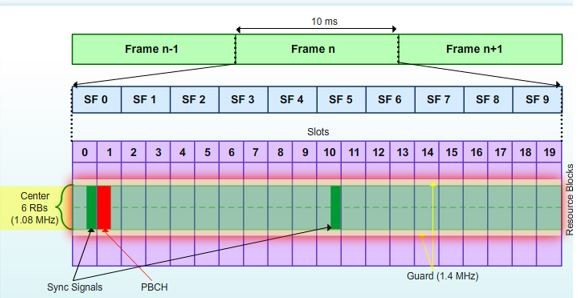 10 ms
Frame n-1 Frame n Frame n+1
SF 0 SF 1 SF 2 SF 3 SF 4 SF 5 SF 6 SF 7 SF 8 SF 9
Slots
0 1 2 3 4 5 6 7 8 9 10 11 12 13 14 15 16 17 18 19
Center
6 RBs
(1.08 MHz)
Resource Blocks
Guard (1.4 MHz)
Sync Signals PBCH